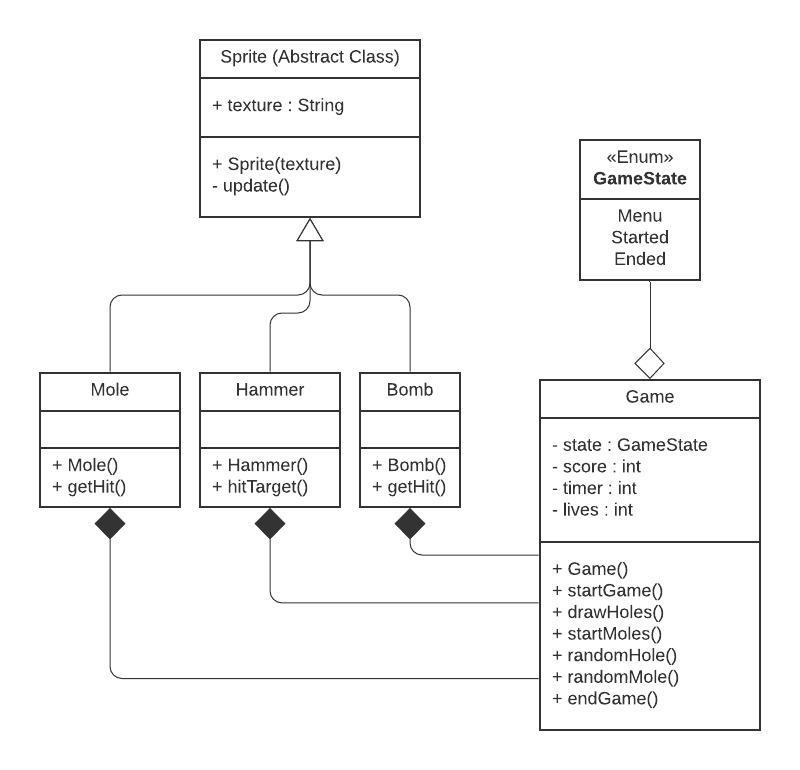 Sprite (Abstract Class)
+ texture : String
+ Sprite(texture)
- update()
«Enum»
GameState
Menu
Started
Ended
Mole
+ Mole()
+ getHit()
Hammer
+ Hammer()
+ hitTarget()
Bomb
+ Bomb()
+ getHit()
Game
- state : GameState
- score : int
- timer : int
- lives : int
+ Game()
+ startGame()
+ drawHoles()
+ startMoles()
+ randomHole()
+ randomMole()
+ endGame()